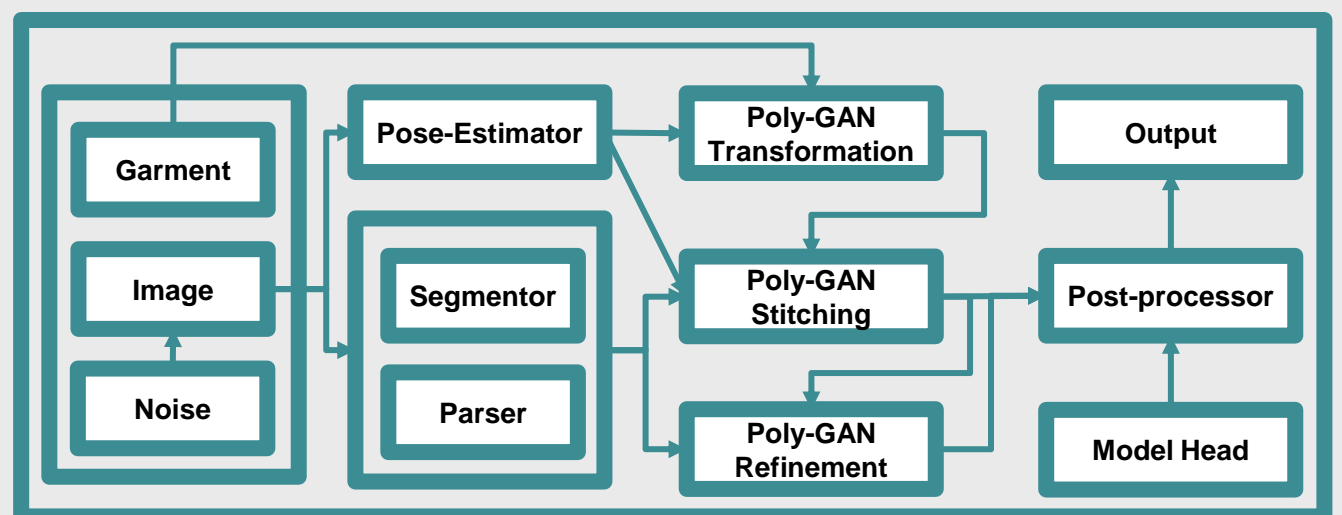 Garment
Image
Noise
Pose-Estimator
Segmentor
Parser
Poly-GAN
Transformation
Poly-GAN
Stitching
Poly-GAN
Refinement
Output
Post-processor
Model Head